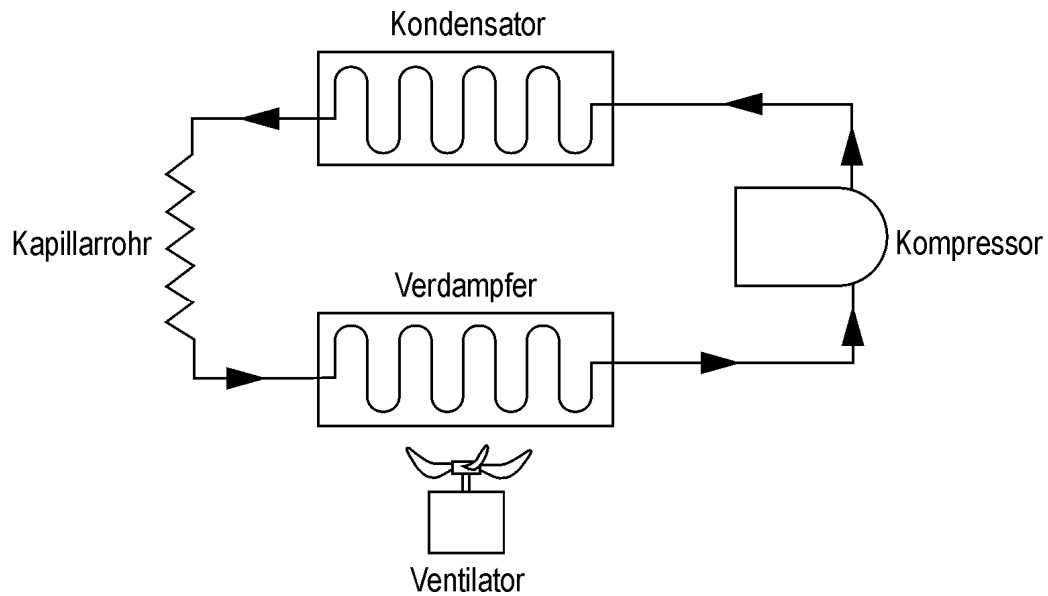 Kondensator
Kapillarrohr
Kompressor
Verdampfer
Ventilator